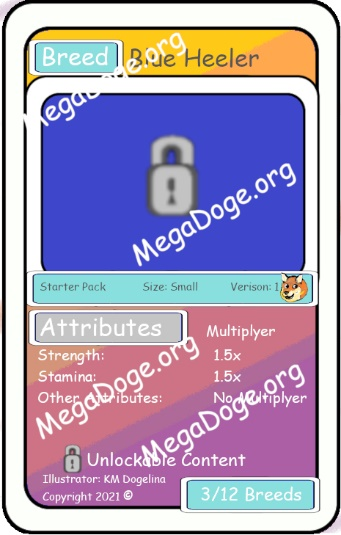 Breed Blue Heeler
MegaDoge.org
MegaDoge.org
Starter Pack Size: Small Verison: 1
Attributes Multiplyer
Strength: 1.5x
Stamina: 1.5x
Other Attributes: No Multiplyer
MegaDoge.org
MegaDoge.org
Unlockable Content
Illustrator: KM Dogelina
Copyright 2021 ©
3/12 Breeds